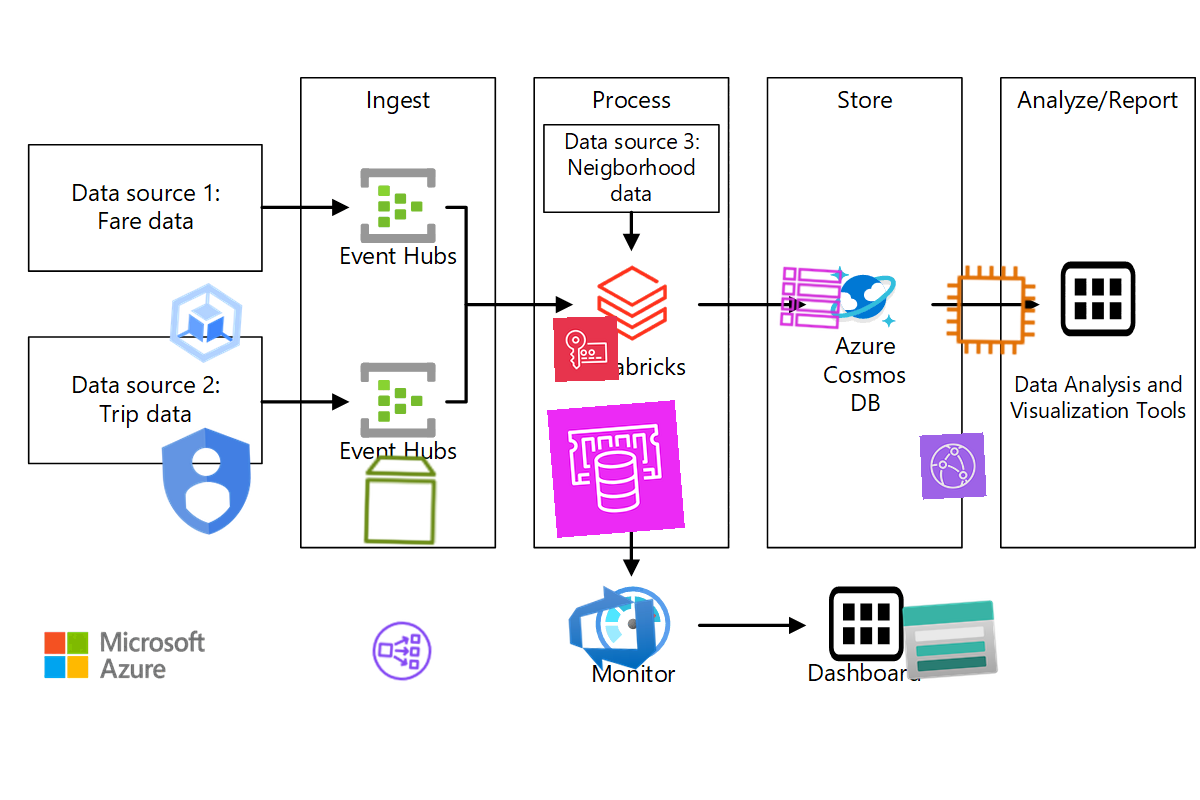 Ingest
Process
Store
Analyze/Report
Data source 1:
Fare data
Data source 3:
Neigborhood
data
Event Hubs
Data source 2:
Trip data
Event Hubs
abricks
Azure
Cosmos
DB
Data Analysis and
Visualization Tools
Microsoft
Azure
Monitor
Dashboard